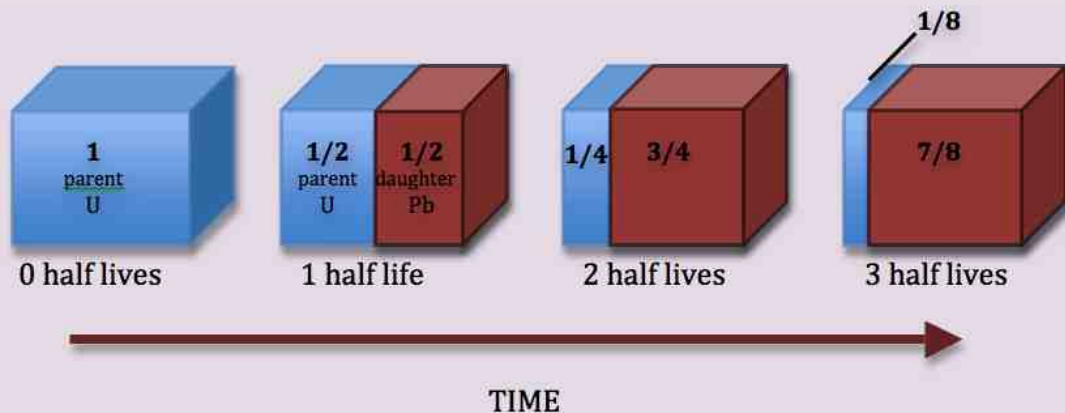 1/8
1
parent
U
1/2
parent
U
1/2
daughter
Pb
1/4
3/4
7/8
0 half lives
1 half life
2 half lives
3 half lives
TIME